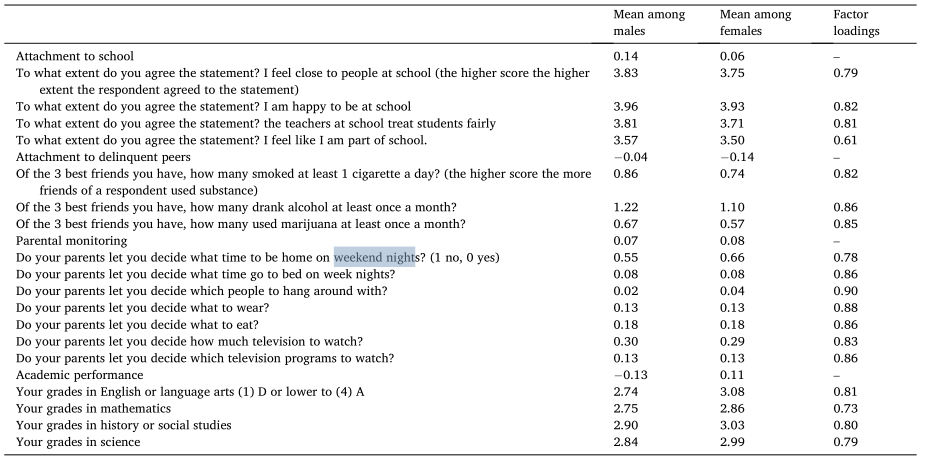 Mean among Mean among Factor
males females loadings
Attachment to school 0.14 0.06 –
To what extent do you agree the statement? I feel close to people at school (the higher score the higher 3.83 3.75 0.79
extent the respondent agreed to the statement)
To what extent do you agree the statement? I am happy to be at school 3.96 3.93 0.82
To what extent do you agree the statement? the teachers at school treat students fairly 3.81 3.71 0.81
To what extent do you agree the statement? I feel like I am part of school. 3.57 3.50 0.61
Attachment to delinquent peers −0.04 −0.14 –
Of the 3 best friends you have, how many smoked at least 1 cigarette a day? (the higher score the more 0.86 0.74 0.82
friends of a respondent used substance)
Of the 3 best friends you have, how many drank alcohol at least once a month? 1.22 1.10 0.86
Of the 3 best friends you have, how many used marijuana at least once a month? 0.67 0.57 0.85
Parental monitoring 0.07 0.08 –
Do your parents let you decide what time to be home on weekend nights? (1 no, 0 yes) 0.55 0.66 0.78
Do your parents let you decide what time go to bed on week nights? 0.08 0.08 0.86
Do your parents let you decide which people to hang around with? 0.02 0.04 0.90
Do your parents let you decide what to wear? 0.13 0.13 0.88
Do your parents let you decide what to eat? 0.18 0.18 0.86
Do your parents let you decide how much television to watch? 0.30 0.29 0.83
Do your parents let you decide which television programs to watch? 0.13 0.13 0.86
Academic performance −0.13 0.11 –
Your grades in English or language arts (1) D or lower to (4) A 2.74 3.08 0.81
Your grades in mathematics 2.75 2.86 0.73
Your grades in history or social studies 2.90 3.03 0.80
Your grades in science 2.84 2.99 0.79